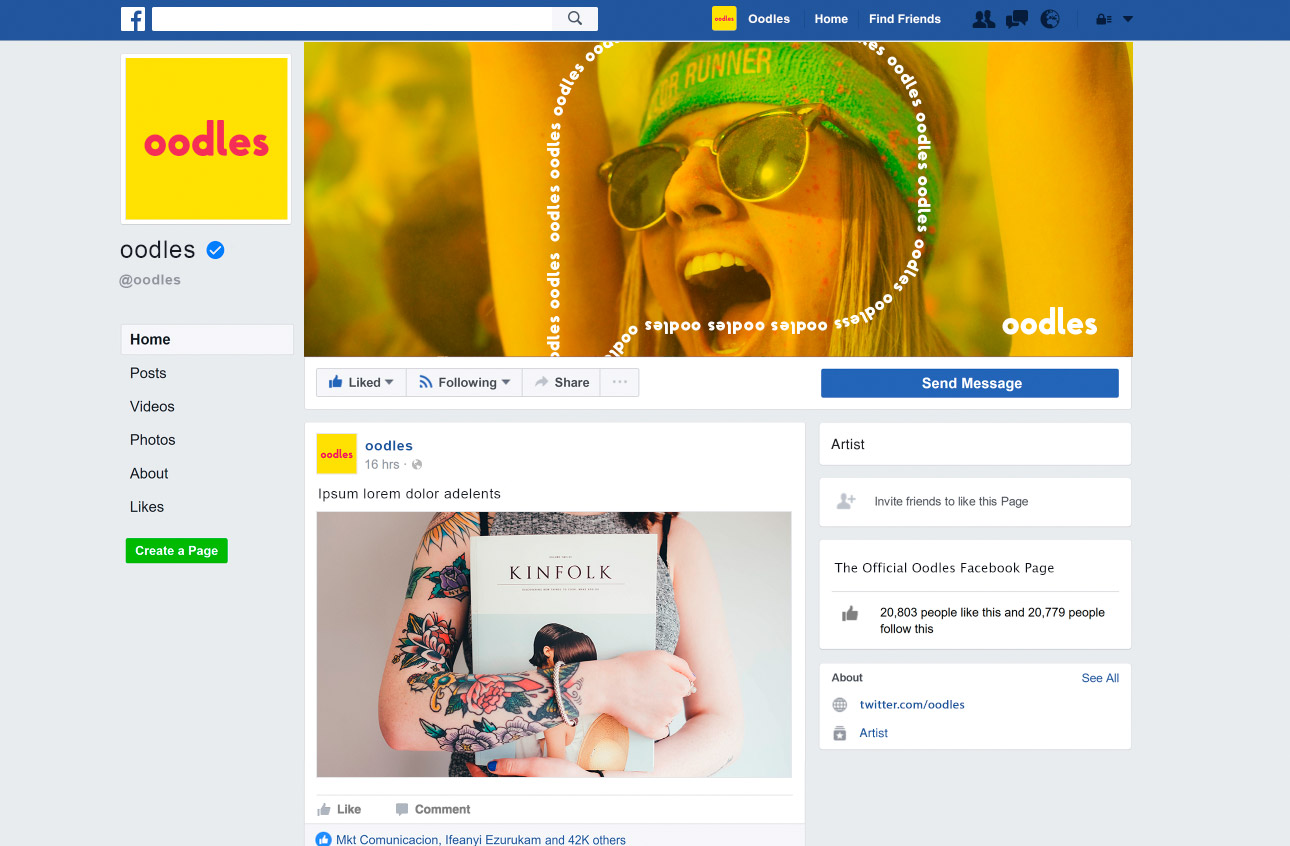 oodles Oodles Home Find Friends
oodles
oodles
@oodles
Home
Posts
Videos
Photos
About
Likes
Create a Page
RUNNER
oodles oodles oodles oodles oodles oodles
oodles oodles oodles oodles oodles oodless oodles oodles oodles oodles
oodles
Liked Following Share
Send Message
oodles
oodles
16 hrs ·
Ipsum lorem dolor adelents
KINFOLK
Like Comment
Mkt Comunicacion, Ifeanyi Ezurukam and 42K others
Artist
Invite friends to like this Page
The Official Oodles Facebook Page
20,803 people like this and 20,779 people
follow this
About See All
twitter.com/oodles
Artist